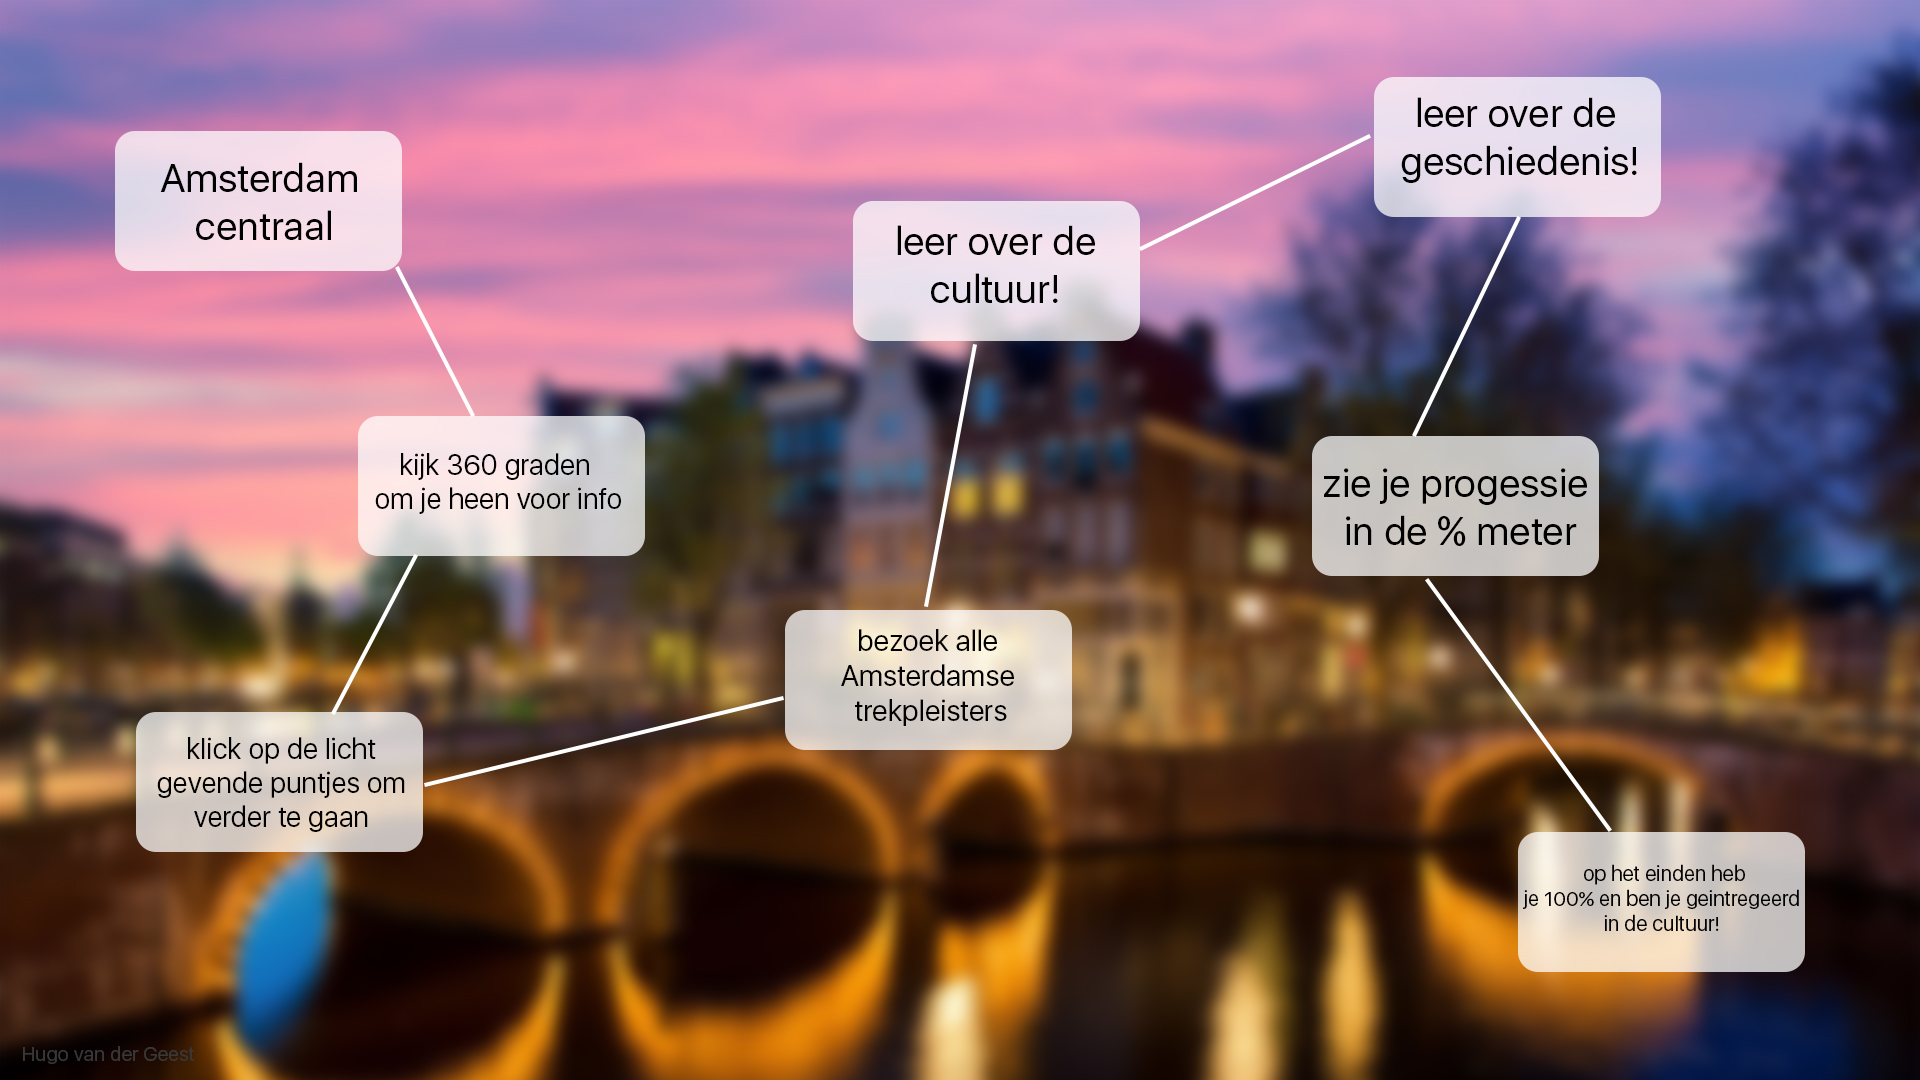 Amsterdam
centraal
kijk 360 graden
om je heen voor info
klick op de licht
gevende puntjes om
verder te gaan
bezoek alle
Amsterdamse
trekpleisters
leer over de
cultuur!
leer over de
geschiedenis!
zie je progessie
in de % meter
op het einden heb
je 100% en ben je geintregeerd
in de cultuur!
Hugo van der Geest